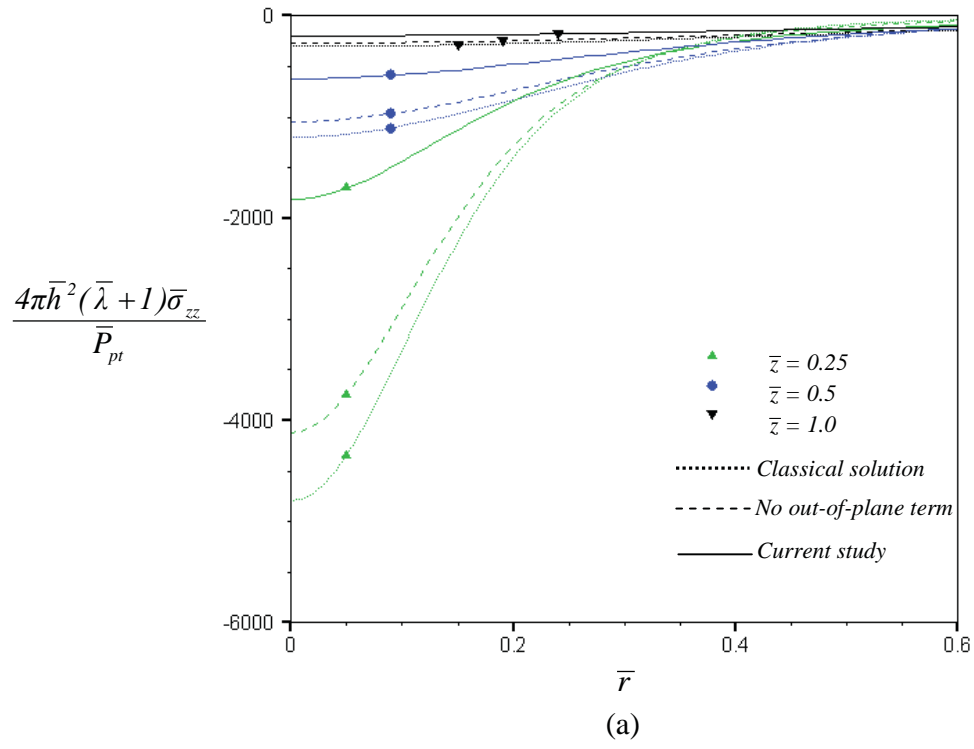 0
-2000
-4000
-6000
0 0.2 0.4 0.6
4πh̅²(λ̅+1)σ̅zz
P̅pt
z̅ = 0.25
z̅ = 0.5
z̅ = 1.0
Classical solution
No out-of-plane term
Current study
r̅
(a)